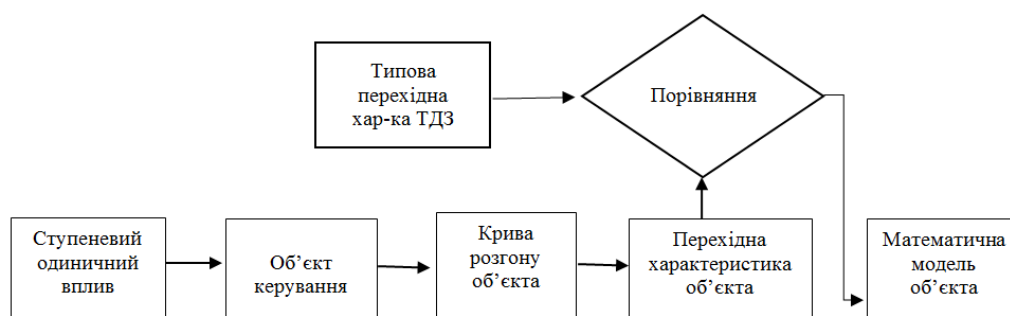 Типова
перехідна
хар-ка ТДЗ
Порівняння
Ступеневий
одиничний
вплив
Об’єкт
керування
Крива
розгону
об’єкта
Перехідна
характеристика
об’єкта
Математична
модель
об’єкта